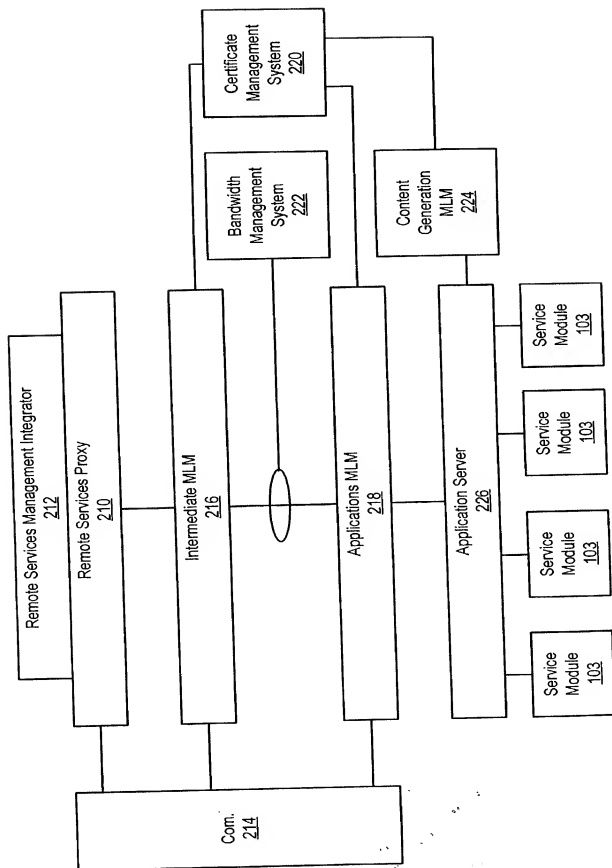 Remote Services Management Integrator
212
Remote Services Proxy
210
Com.
214
Intermediate MLM
216
Certificate
Management
System
220
Bandwidth
Management
System
222
Applications MLM
218
Content
Generation
MLM
224
Application Server
226
Service
Module
103
Service
Module
103
Service
Module
103
Service
Module
103